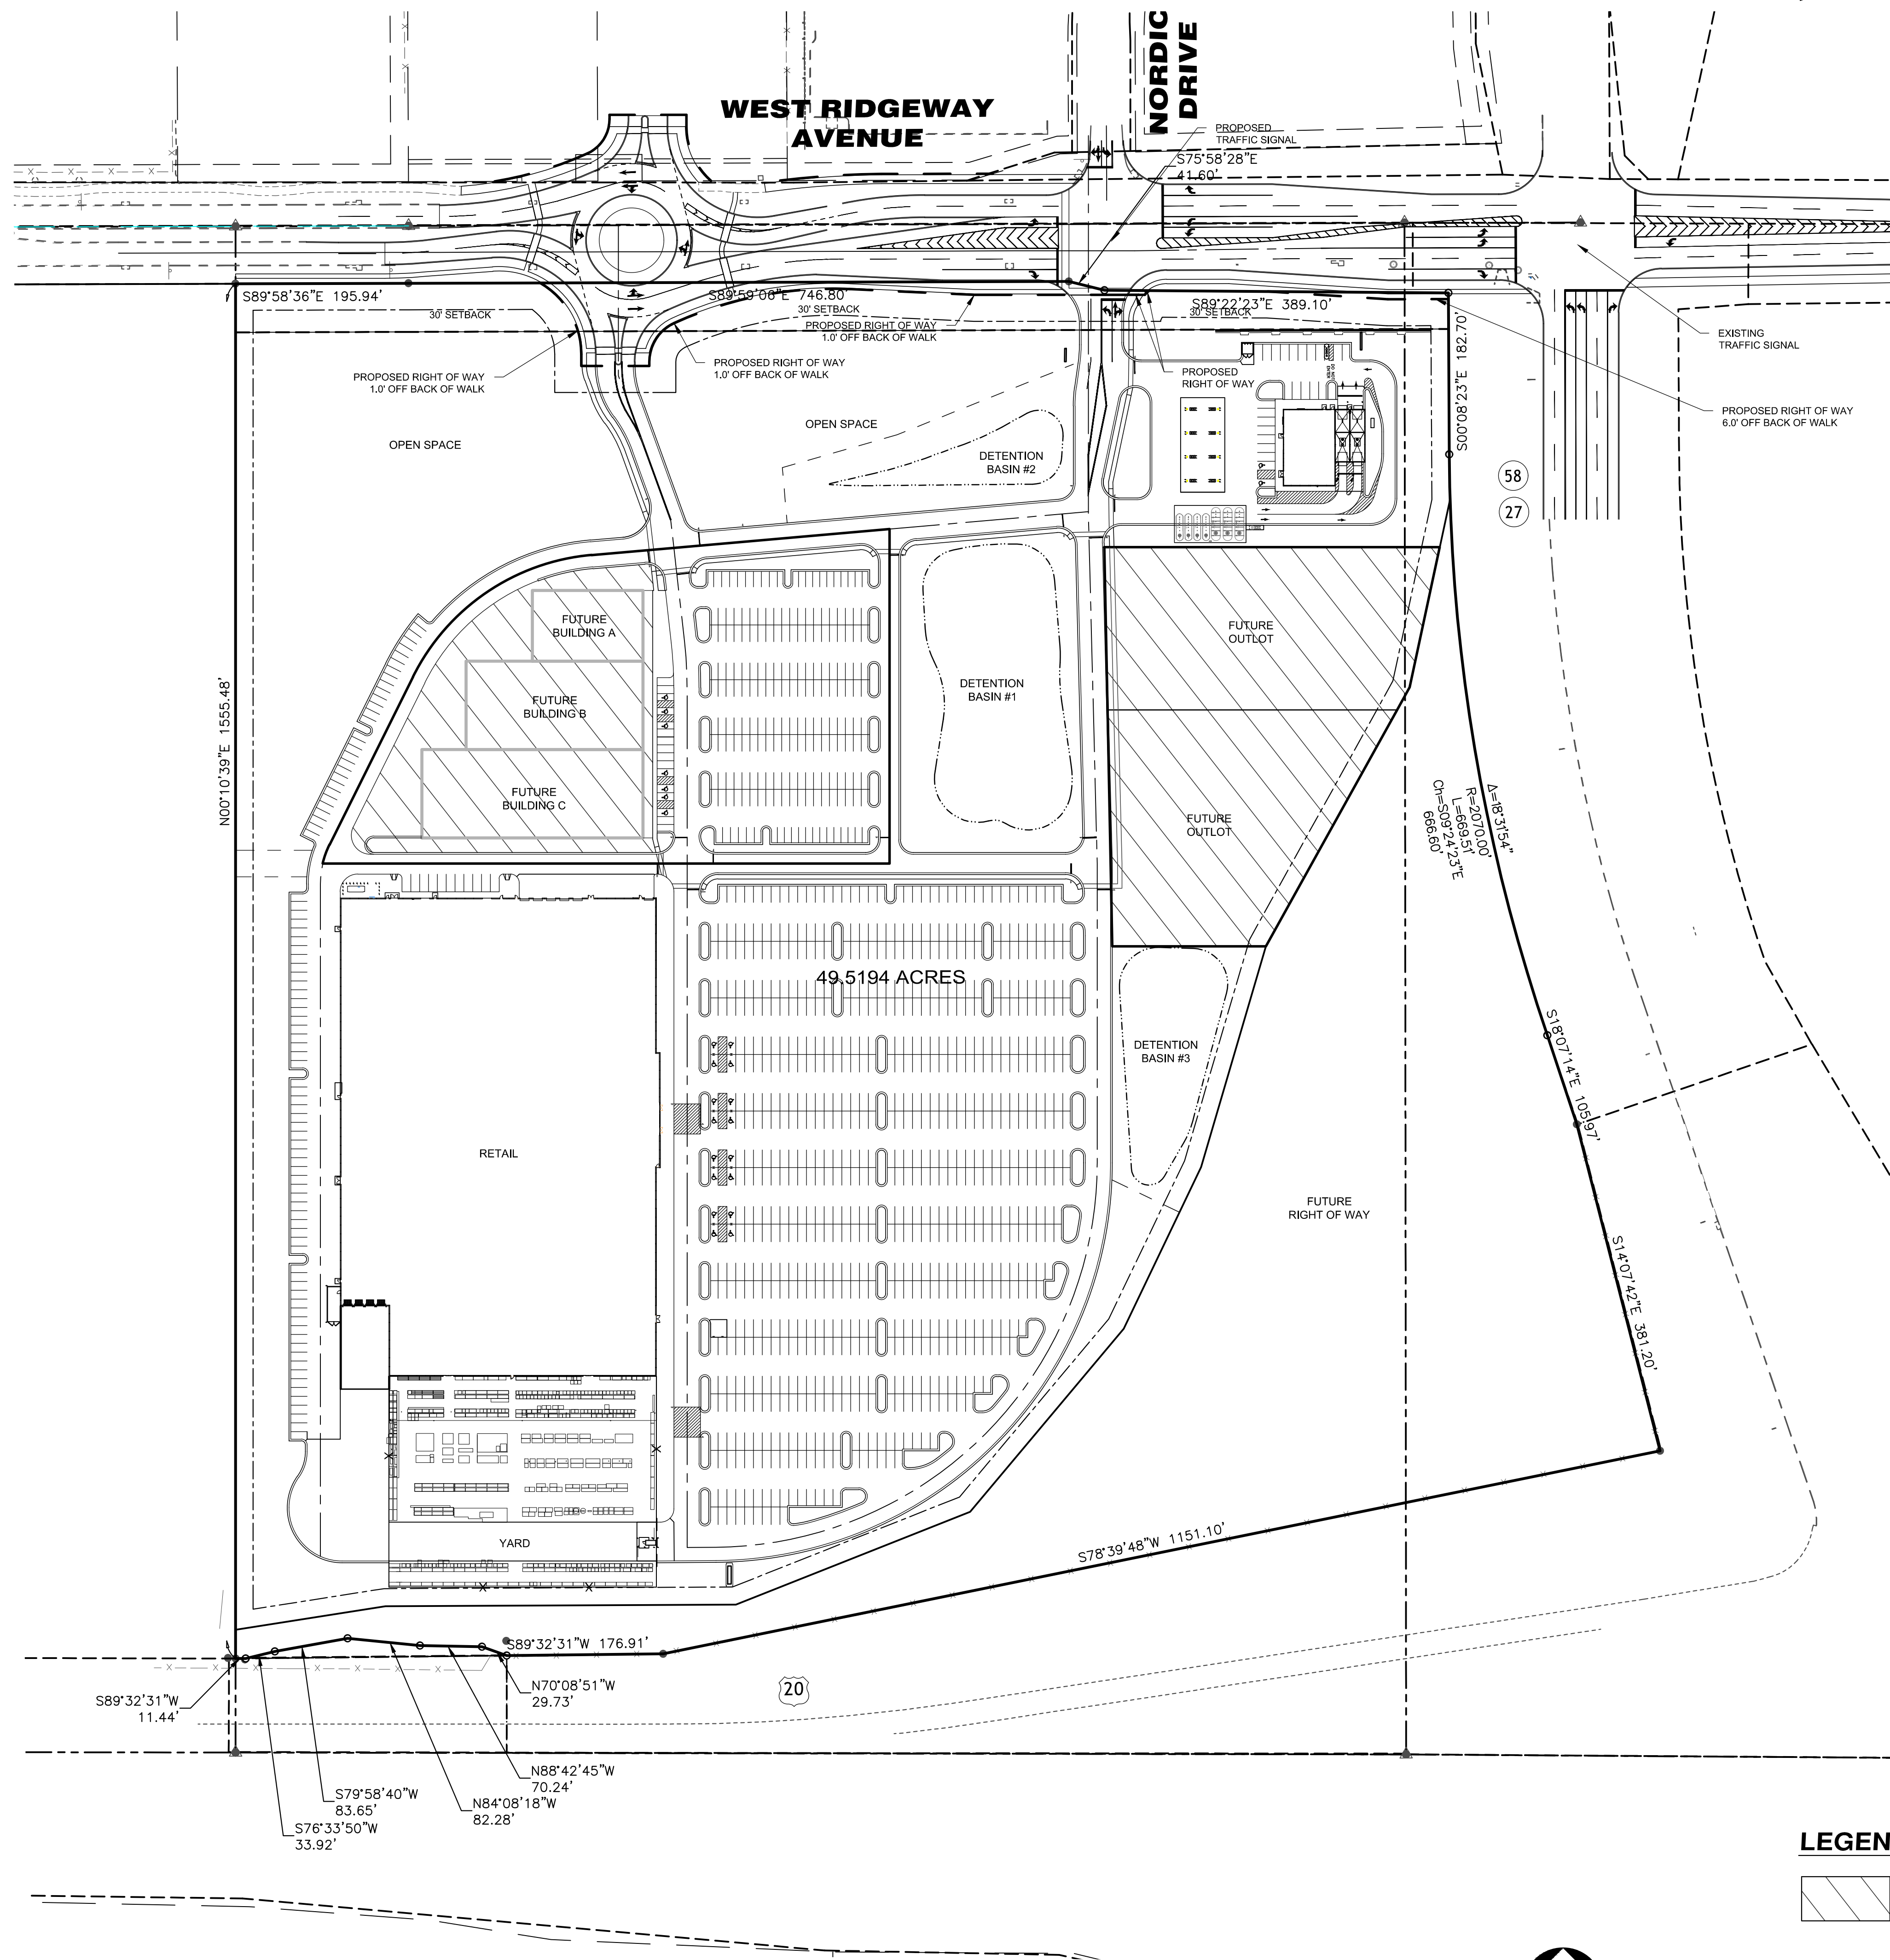 NORDIC
DRIVE
WEST RIDGEWAY
AVENUE
PROPOSED
TRAFFIC SIGNAL
S75°58'28"E
41.60'
S89°58'36"E 195.94'
S89°59'06"E 746.80'
S89°22'23"E 389.10'
30' SETBACK
30' SETBACK
30' SETBACK
PROPOSED RIGHT OF WAY
1.0' OFF BACK OF WALK
EXISTING
TRAFFIC SIGNAL
PROPOSED RIGHT OF WAY
1.0' OFF BACK OF WALK
PROPOSED RIGHT OF WAY
1.0' OFF BACK OF WALK
PROPOSED
RIGHT OF WAY
S00°08'23"E 182.70'
PROPOSED RIGHT OF WAY
6.0' OFF BACK OF WALK
OPEN SPACE
OPEN SPACE
DETENTION
BASIN #2
58
27
FUTURE
BUILDING A
FUTURE
OUTLOT
DETENTION
BASIN #1
FUTURE
BUILDING B
N00°10'39"E 1555.48'
FUTURE
BUILDING C
FUTURE
OUTLOT
Δ=18°31'54"
R=2070.00'
L=669.51'
Ch=S09°24'23"E
666.60'
49.5194 ACRES
DETENTION
BASIN #3
S18°07'14"E 105.97'
RETAIL
FUTURE
RIGHT OF WAY
S14°07'42"E 381.20'
YARD
S78°39'48"W 1151.10'
S89°32'31"W 176.91'
S89°32'31"W
11.44'
N70°08'51"W
29.73'
20
N88°42'45"W
70.24'
S79°58'40"W
83.65'
N84°08'18"W
82.28'
S76°33'50"W
33.92'
LEGEN